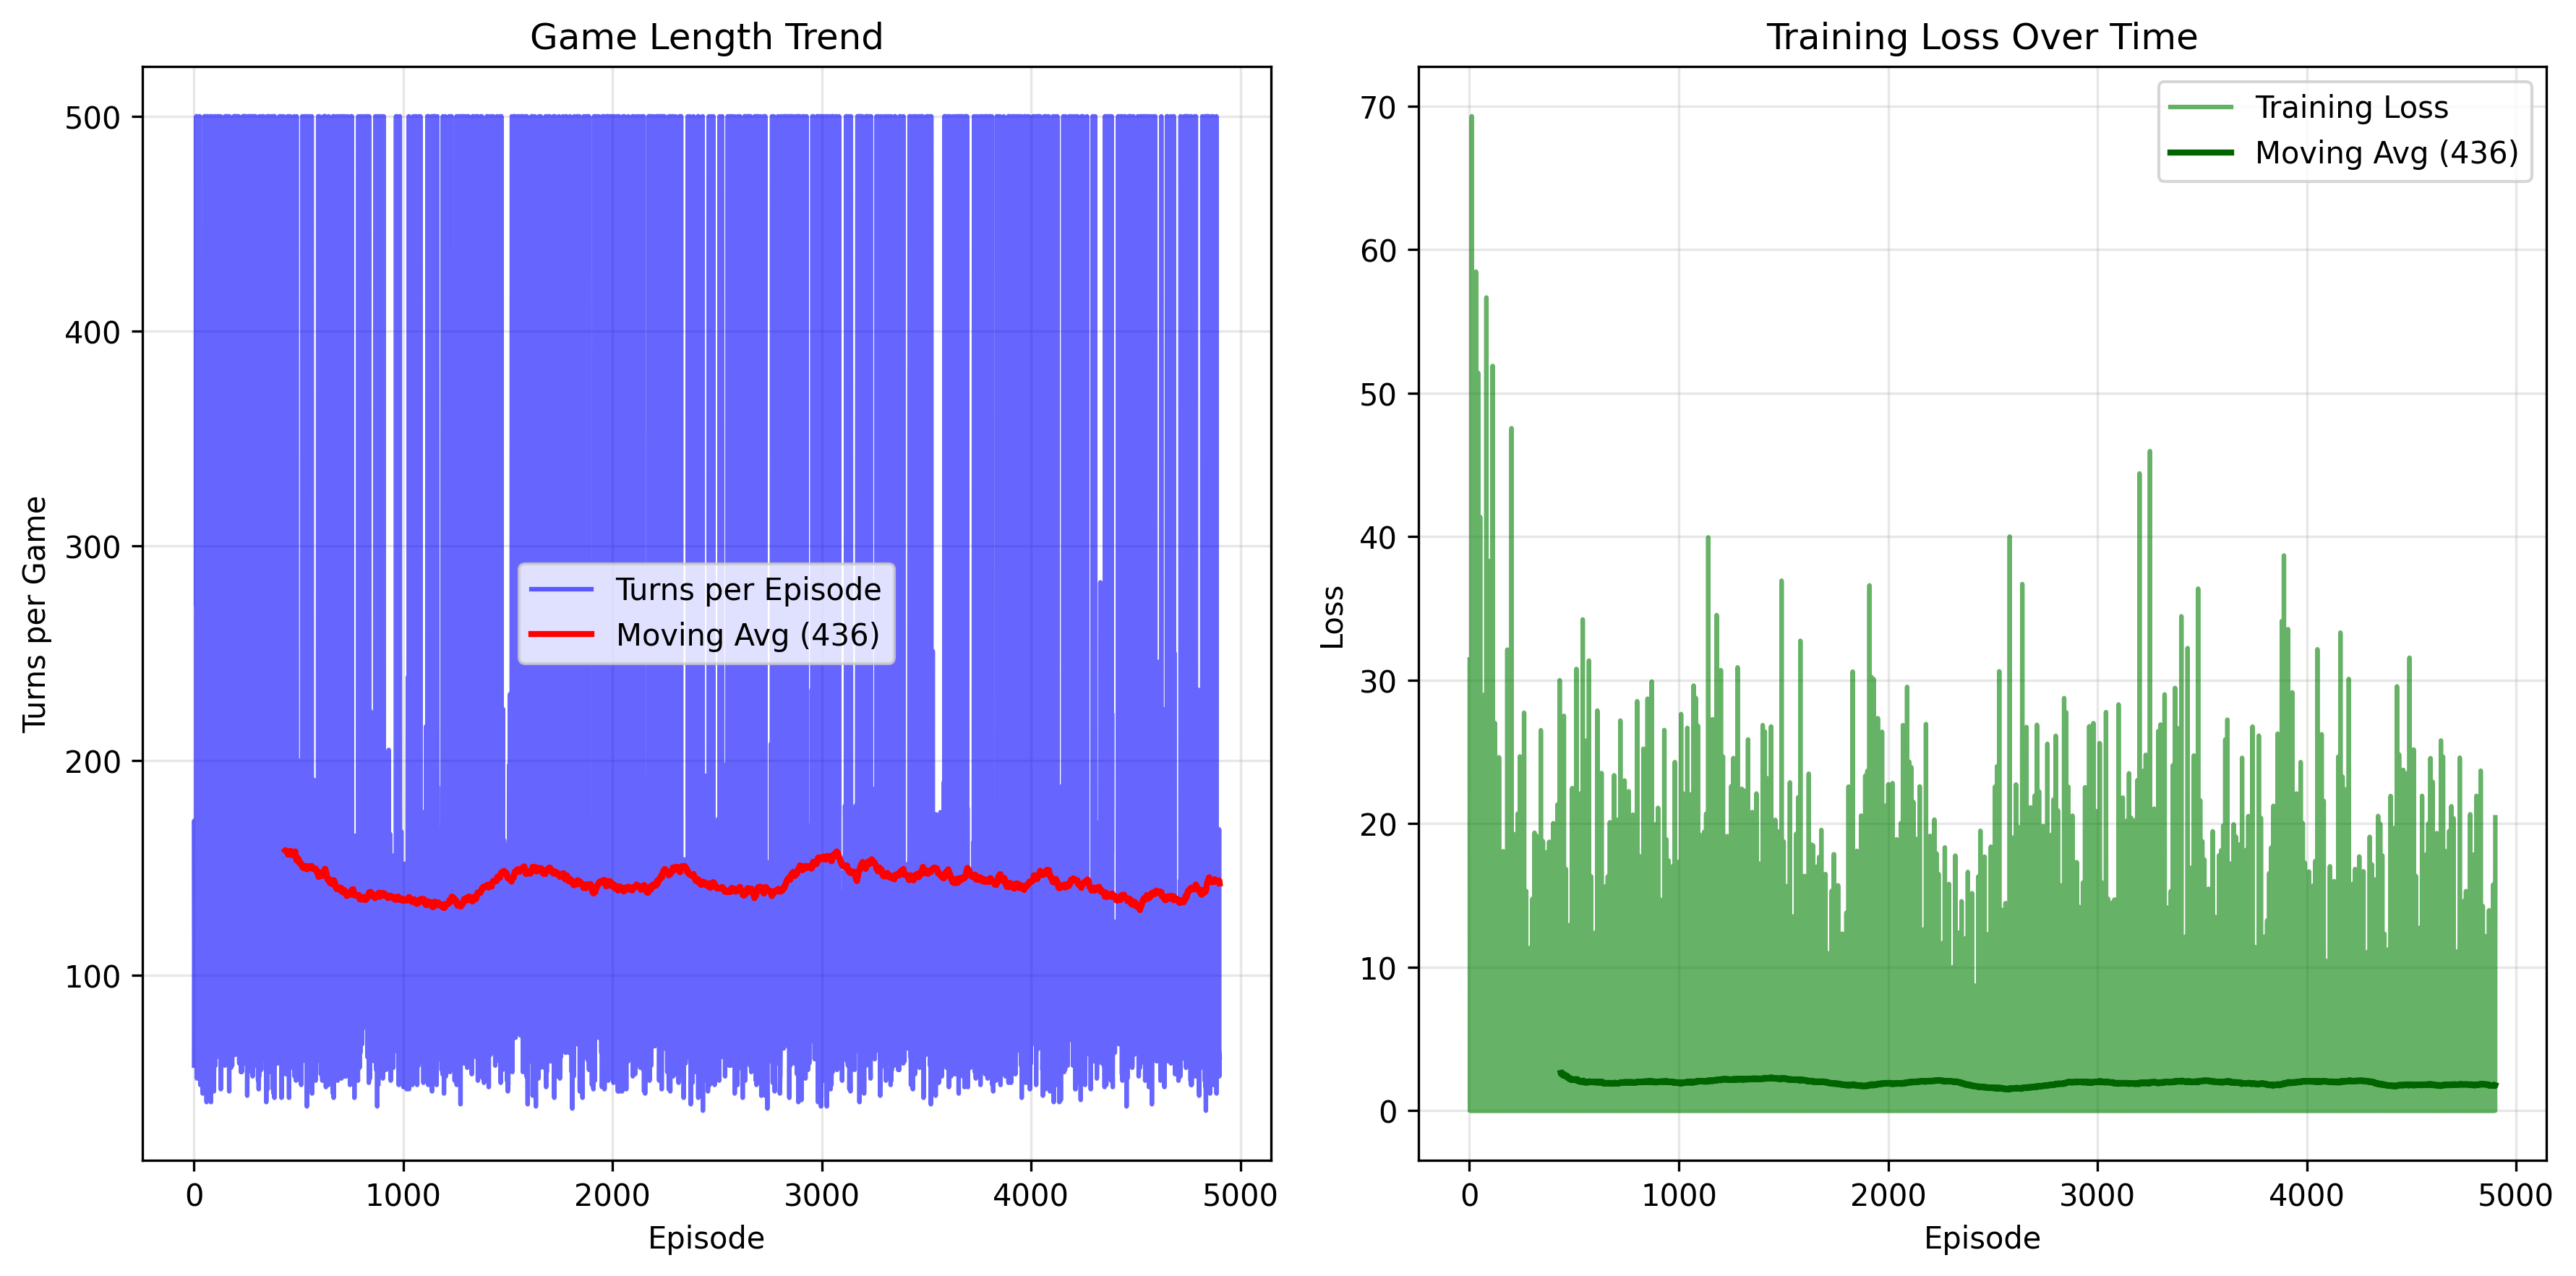 Game Length Trend
Turns per Game
500
400
300
200
100
Turns per Episode
Moving Avg (436)
0 1000 2000 3000 4000 5000
Episode
Training Loss Over Time
Loss
70
60
50
40
30
20
10
0
Training Loss
Moving Avg (436)
0 1000 2000 3000 4000 5000
Episode